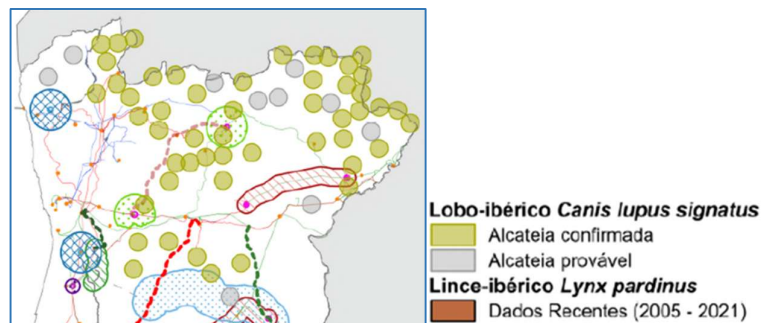 Lobo-ibérico Canis lupus signatus
Alcateia confirmada
Alcateia provável
Lince-ibérico Lynx pardinus
Dados Recentes (2005 - 2021)